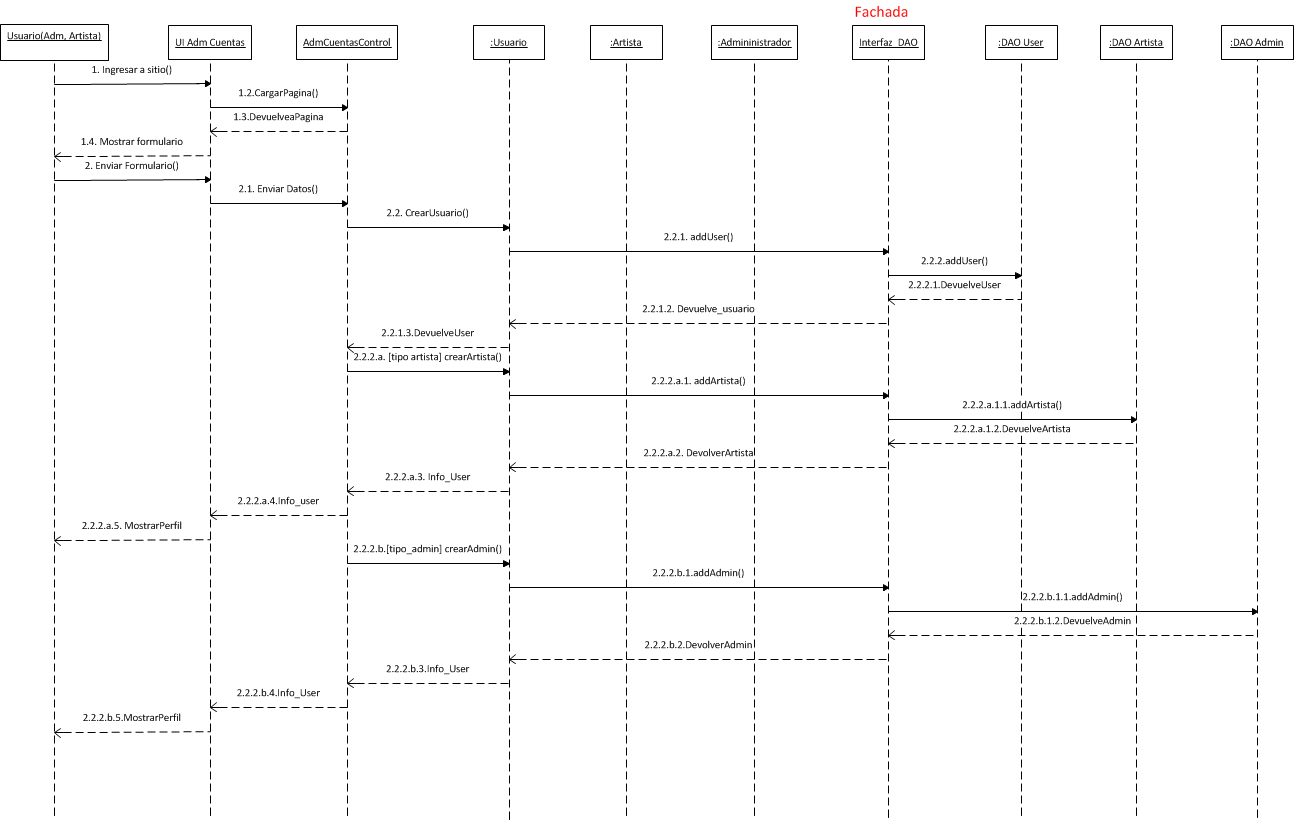 Fachada
Usuario(Adm, Artista)
UI Adm Cuentas
AdmCuentasControl
:Usuario
:Artista
:Admininistrador
Interfaz_DAO
:DAO User
:DAO Artista
:DAO Admin
1. Ingresar a sitio()
1.2.CargarPagina()
1.3.DevuelveaPagina
1.4. Mostrar formulario
2. Enviar Formulario()
2.1. Enviar Datos()
2.2. CrearUsuario()
2.2.1. addUser()
2.2.2.addUser()
2.2.2.1.DevuelveUser
2.2.1.2. Devuelve_usuario
2.2.1.3.DevuelveUser
2.2.2.a. [tipo artista] crearArtista()
2.2.2.a.1. addArtista()
2.2.2.a.1.1.addArtista()
2.2.2.a.1.2.DevuelveArtista
2.2.2.a.2. DevolverArtista
2.2.2.a.3. Info_User
2.2.2.a.4.Info_user
2.2.2.a.5. MostrarPerfil
2.2.2.b.[tipo_admin] crearAdmin()
2.2.2.b.1.addAdmin()
2.2.2.b.1.1.addAdmin()
2.2.2.b.1.2.DevuelveAdmin
2.2.2.b.2.DevolverAdmin
2.2.2.b.3.Info_User
2.2.2.b.4.Info_User
2.2.2.b.5.MostrarPerfil